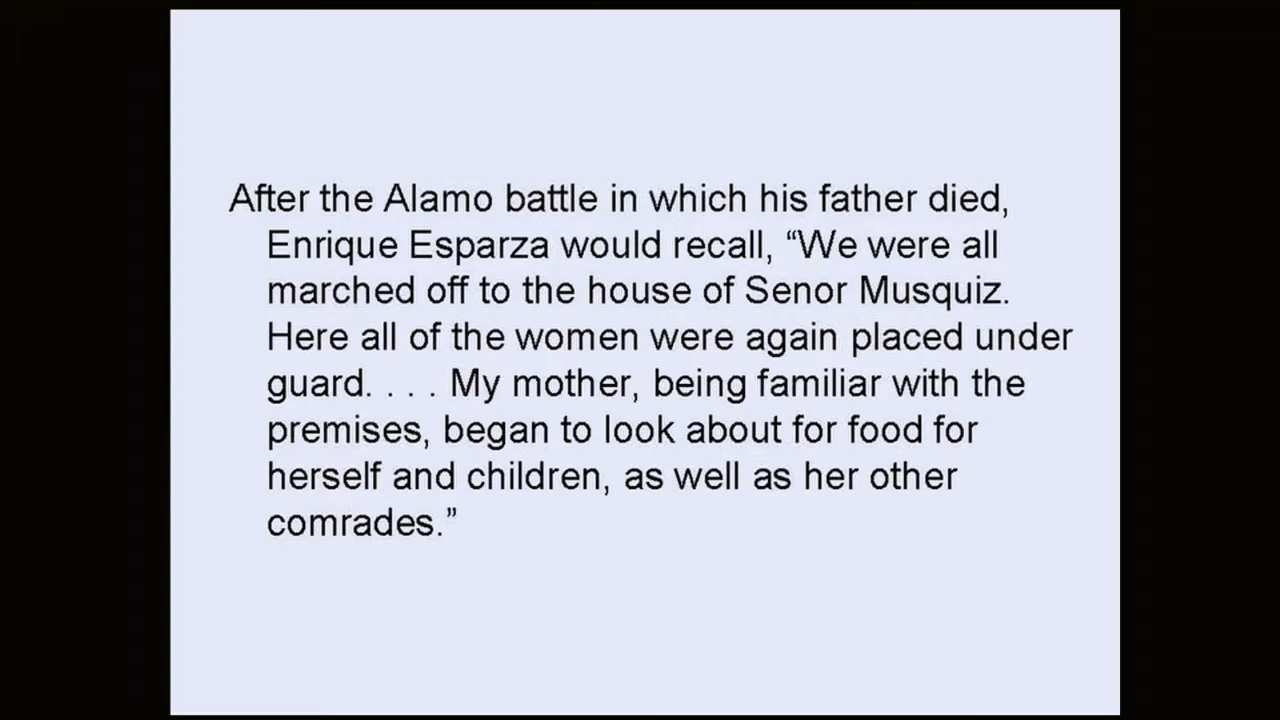 After the Alamo battle in which his father died,
Enrique Esparza would recall, “We were all
marched off to the house of Senor Musquiz.
Here all of the women were again placed under
guard. . . . My mother, being familiar with the
premises, began to look about for food for
herself and children, as well as her other
comrades.”